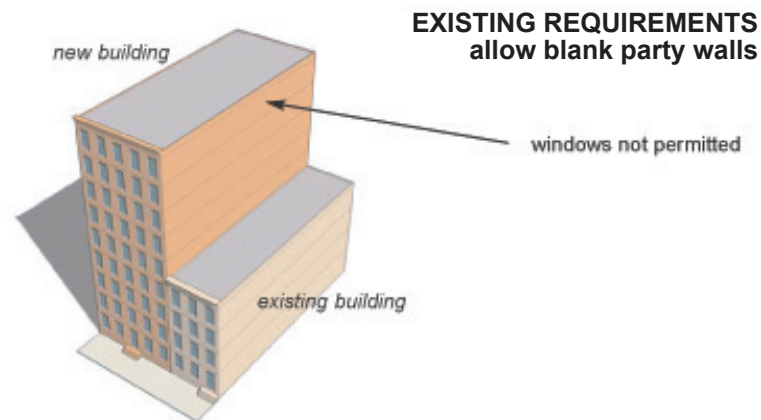 EXISTING REQUIREMENTS
allow blank party walls
new building
windows not permitted
existing building